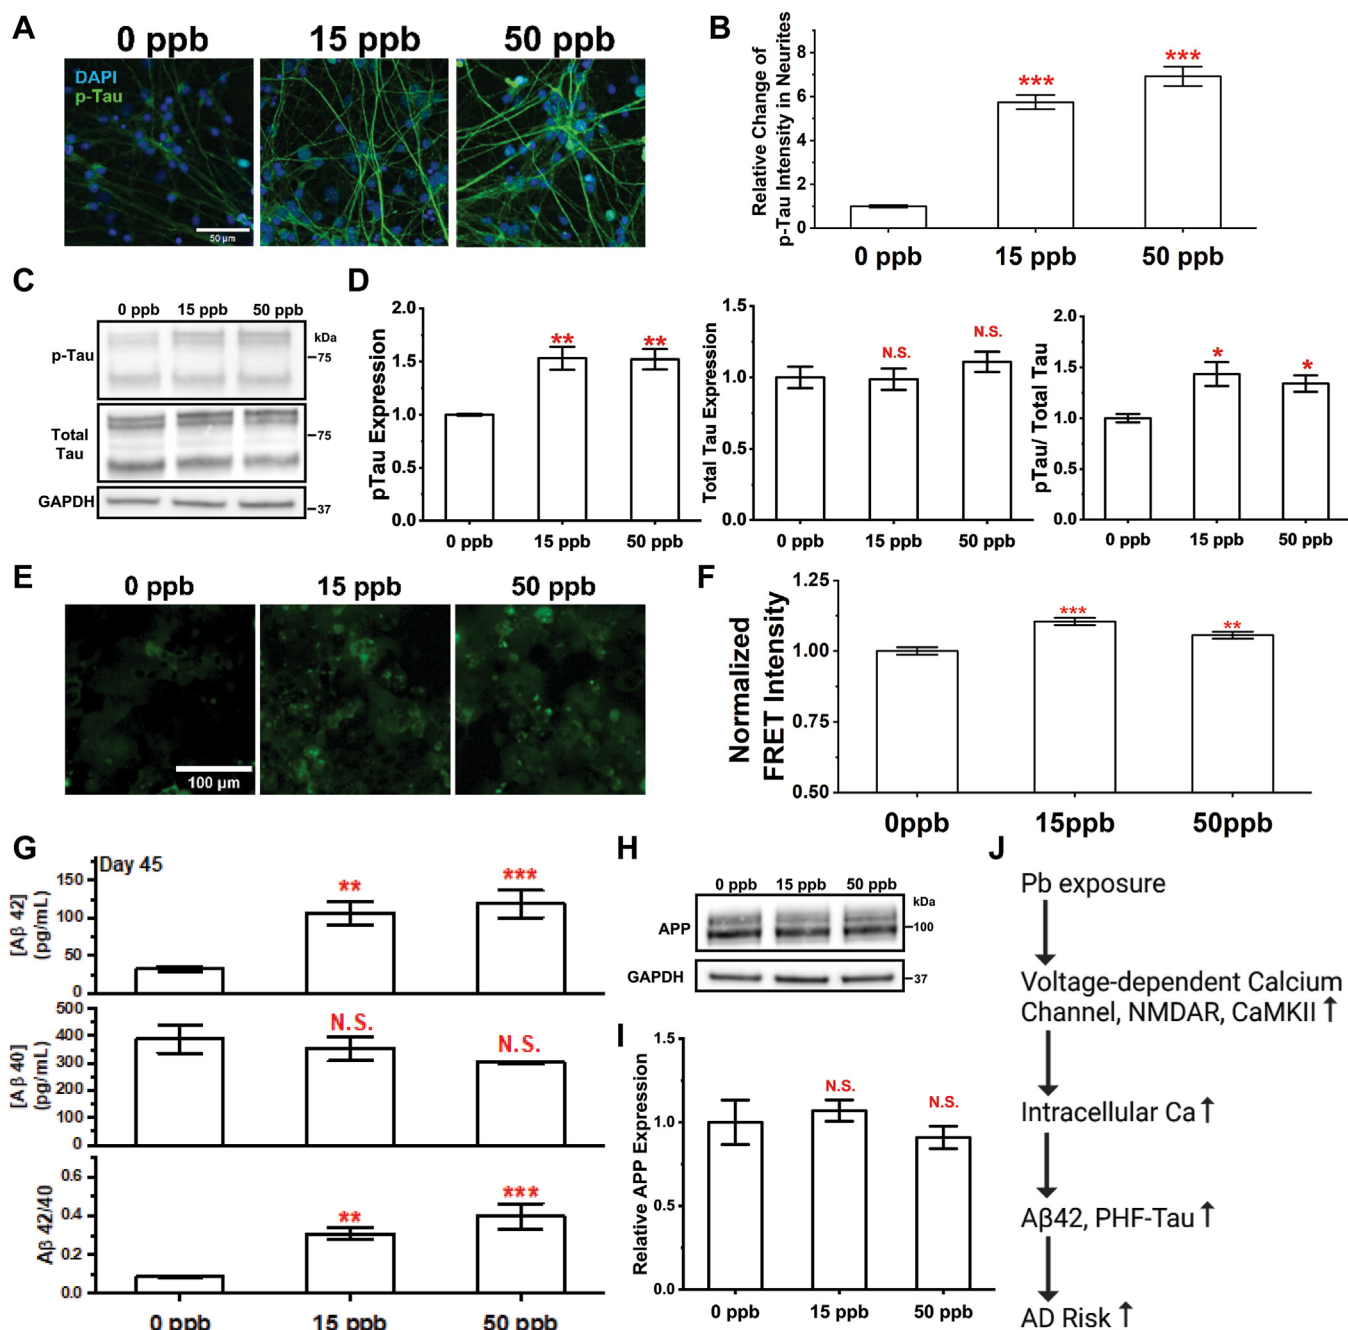 A
0 ppb
15 ppb
50 ppb
DAPI
p-Tau
50 µm
B
Relative Change of
p-Tau Intensity in Neurites
8
6
4
2
0
***
***
0 ppb
15 ppb
50 ppb
C
0 ppb
15 ppb
50 ppb
kDa
p-Tau
75
Total
Tau
75
GAPDH
37
D
pTau Expression
2.0
1.5
1.0
0.5
0.0
**
**
0 ppb
15 ppb
50 ppb
Total Tau Expression
1.5
1.0
0.5
0.0
N.S.
N.S.
0 ppb
15 ppb
50 ppb
pTau/ Total Tau
2.0
1.5
1.0
0.5
0.0
*
*
0 ppb
15 ppb
50 ppb
E
0 ppb
15 ppb
50 ppb
100 µm
F
Normalized
FRET Intensity
1.25
1.00
0.75
0.50
***
**
0ppb
15ppb
50ppb
G
Day 45
[Aβ 42]
(pg/mL)
150
100
50
0
**
***
[Aβ 40]
(pg/mL)
500
400
300
200
100
0
N.S.
N.S.
Aβ 42/40
0.6
0.4
0.2
0.0
**
***
0 ppb
15 ppb
50 ppb
H
0 ppb
15 ppb
50 ppb
kDa
APP
100
GAPDH
37
I
Relative APP Expression
1.5
1.0
0.5
0.0
N.S.
N.S.
0 ppb
15 ppb
50 ppb
J
Pb exposure
Voltage-dependent Calcium
Channel, NMDAR, CaMKII ↑
Intracellular Ca ↑
Aβ42, PHF-Tau ↑
AD Risk ↑